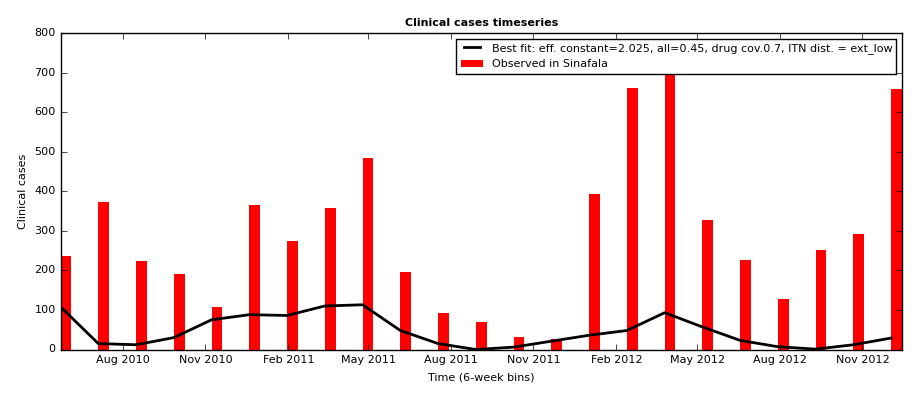 Clinical cases timeseries
Best fit: eff. constant=2.025, all=0.45, drug cov.0.7, ITN dist. = ext_low
Observed in Sinafala
Clinical cases
800
700
600
500
400
300
200
100
0
Aug 2010 Nov 2010 Feb 2011 May 2011 Aug 2011 Nov 2011 Feb 2012 May 2012 Aug 2012 Nov 2012
Time (6-week bins)